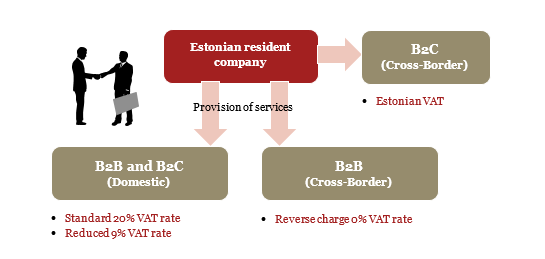 Estonian resident
company
B2C
(Cross-Border)
Provision of services
• Estonian VAT
B2B and B2C
(Domestic)
B2B
(Cross-Border)
• Standard 20% VAT rate
• Reduced 9% VAT rate
• Reverse charge 0% VAT rate